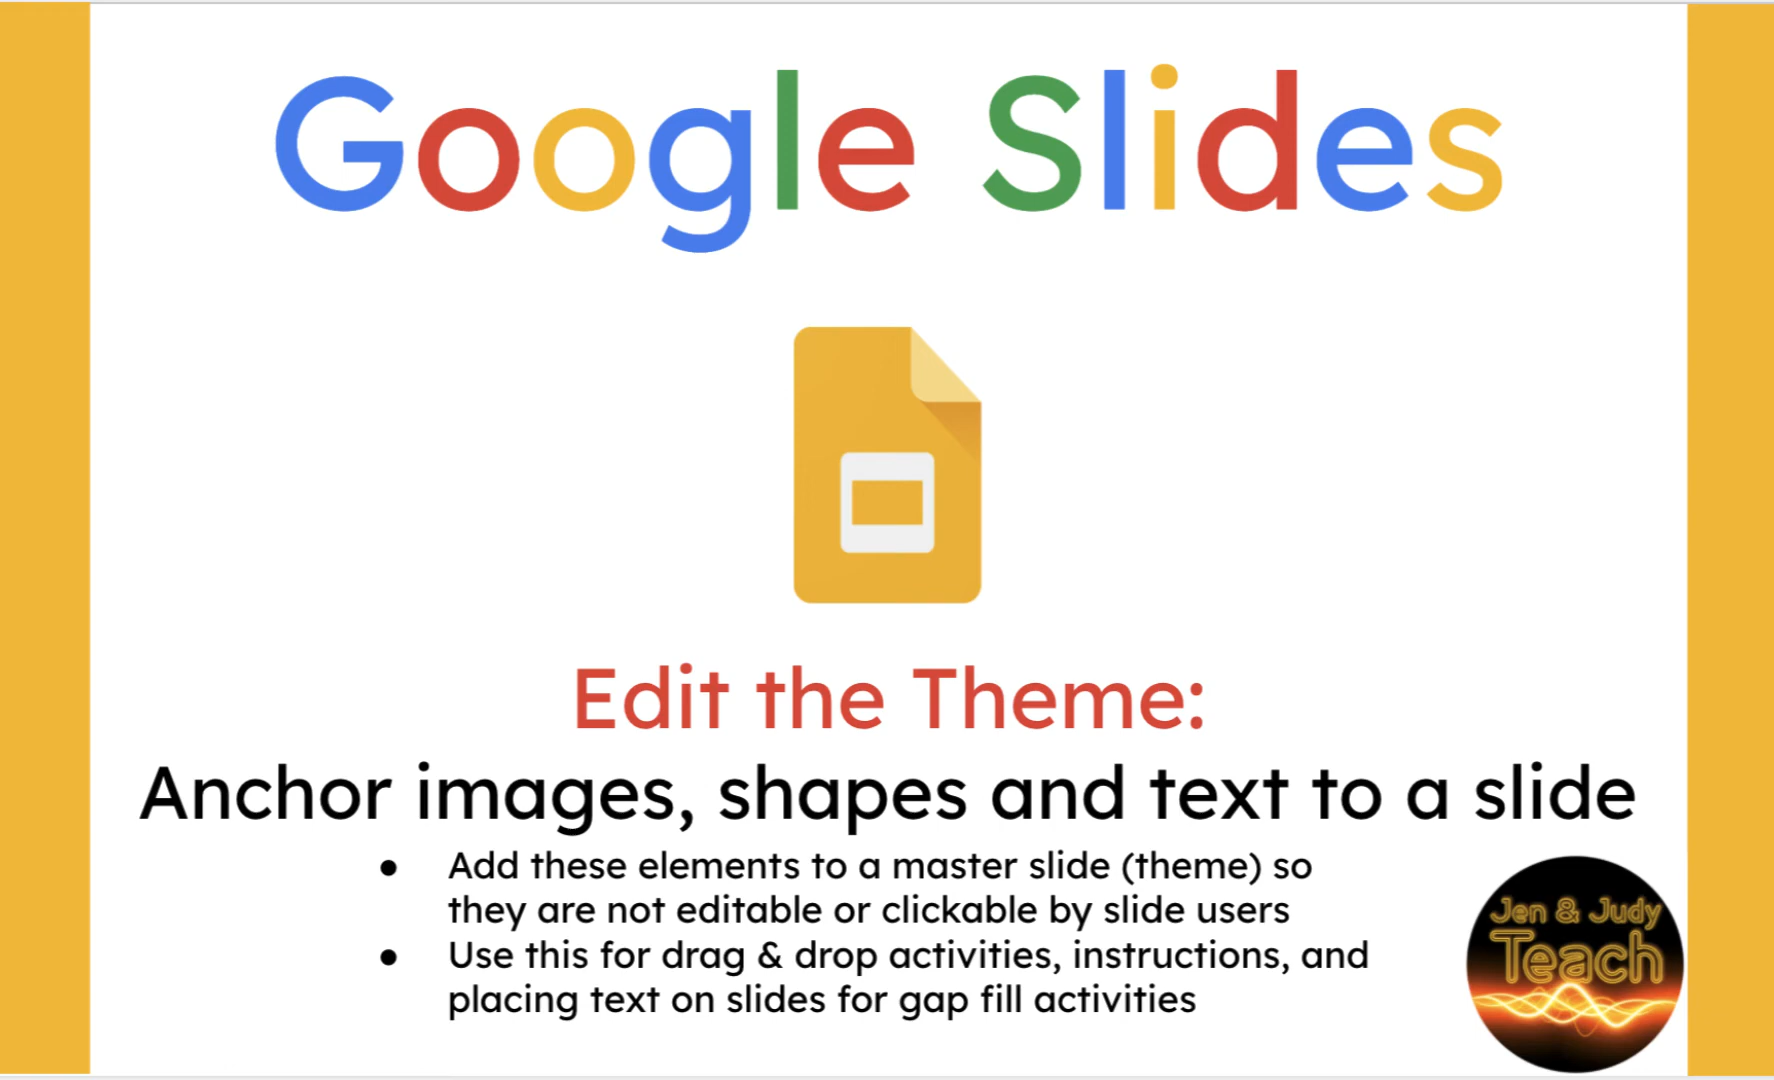 Google Slides
Edit the Theme:
Anchor images, shapes and text to a slide
● Add these elements to a master slide (theme) so
they are not editable or clickable by slide users
● Use this for drag & drop activities, instructions, and
placing text on slides for gap fill activities
Jen & Judy
Teach